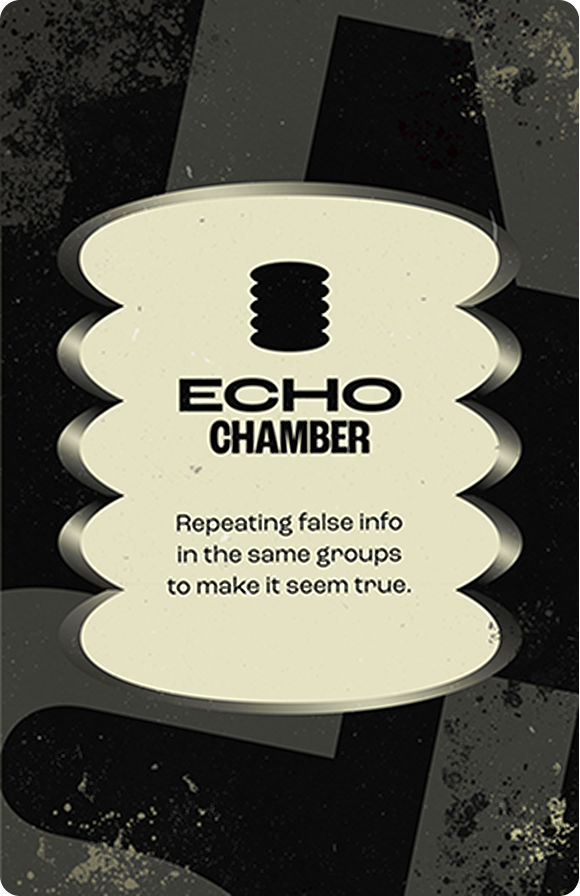 ECHO
CHAMBER
Repeating false info
in the same groups
to make it seem true.